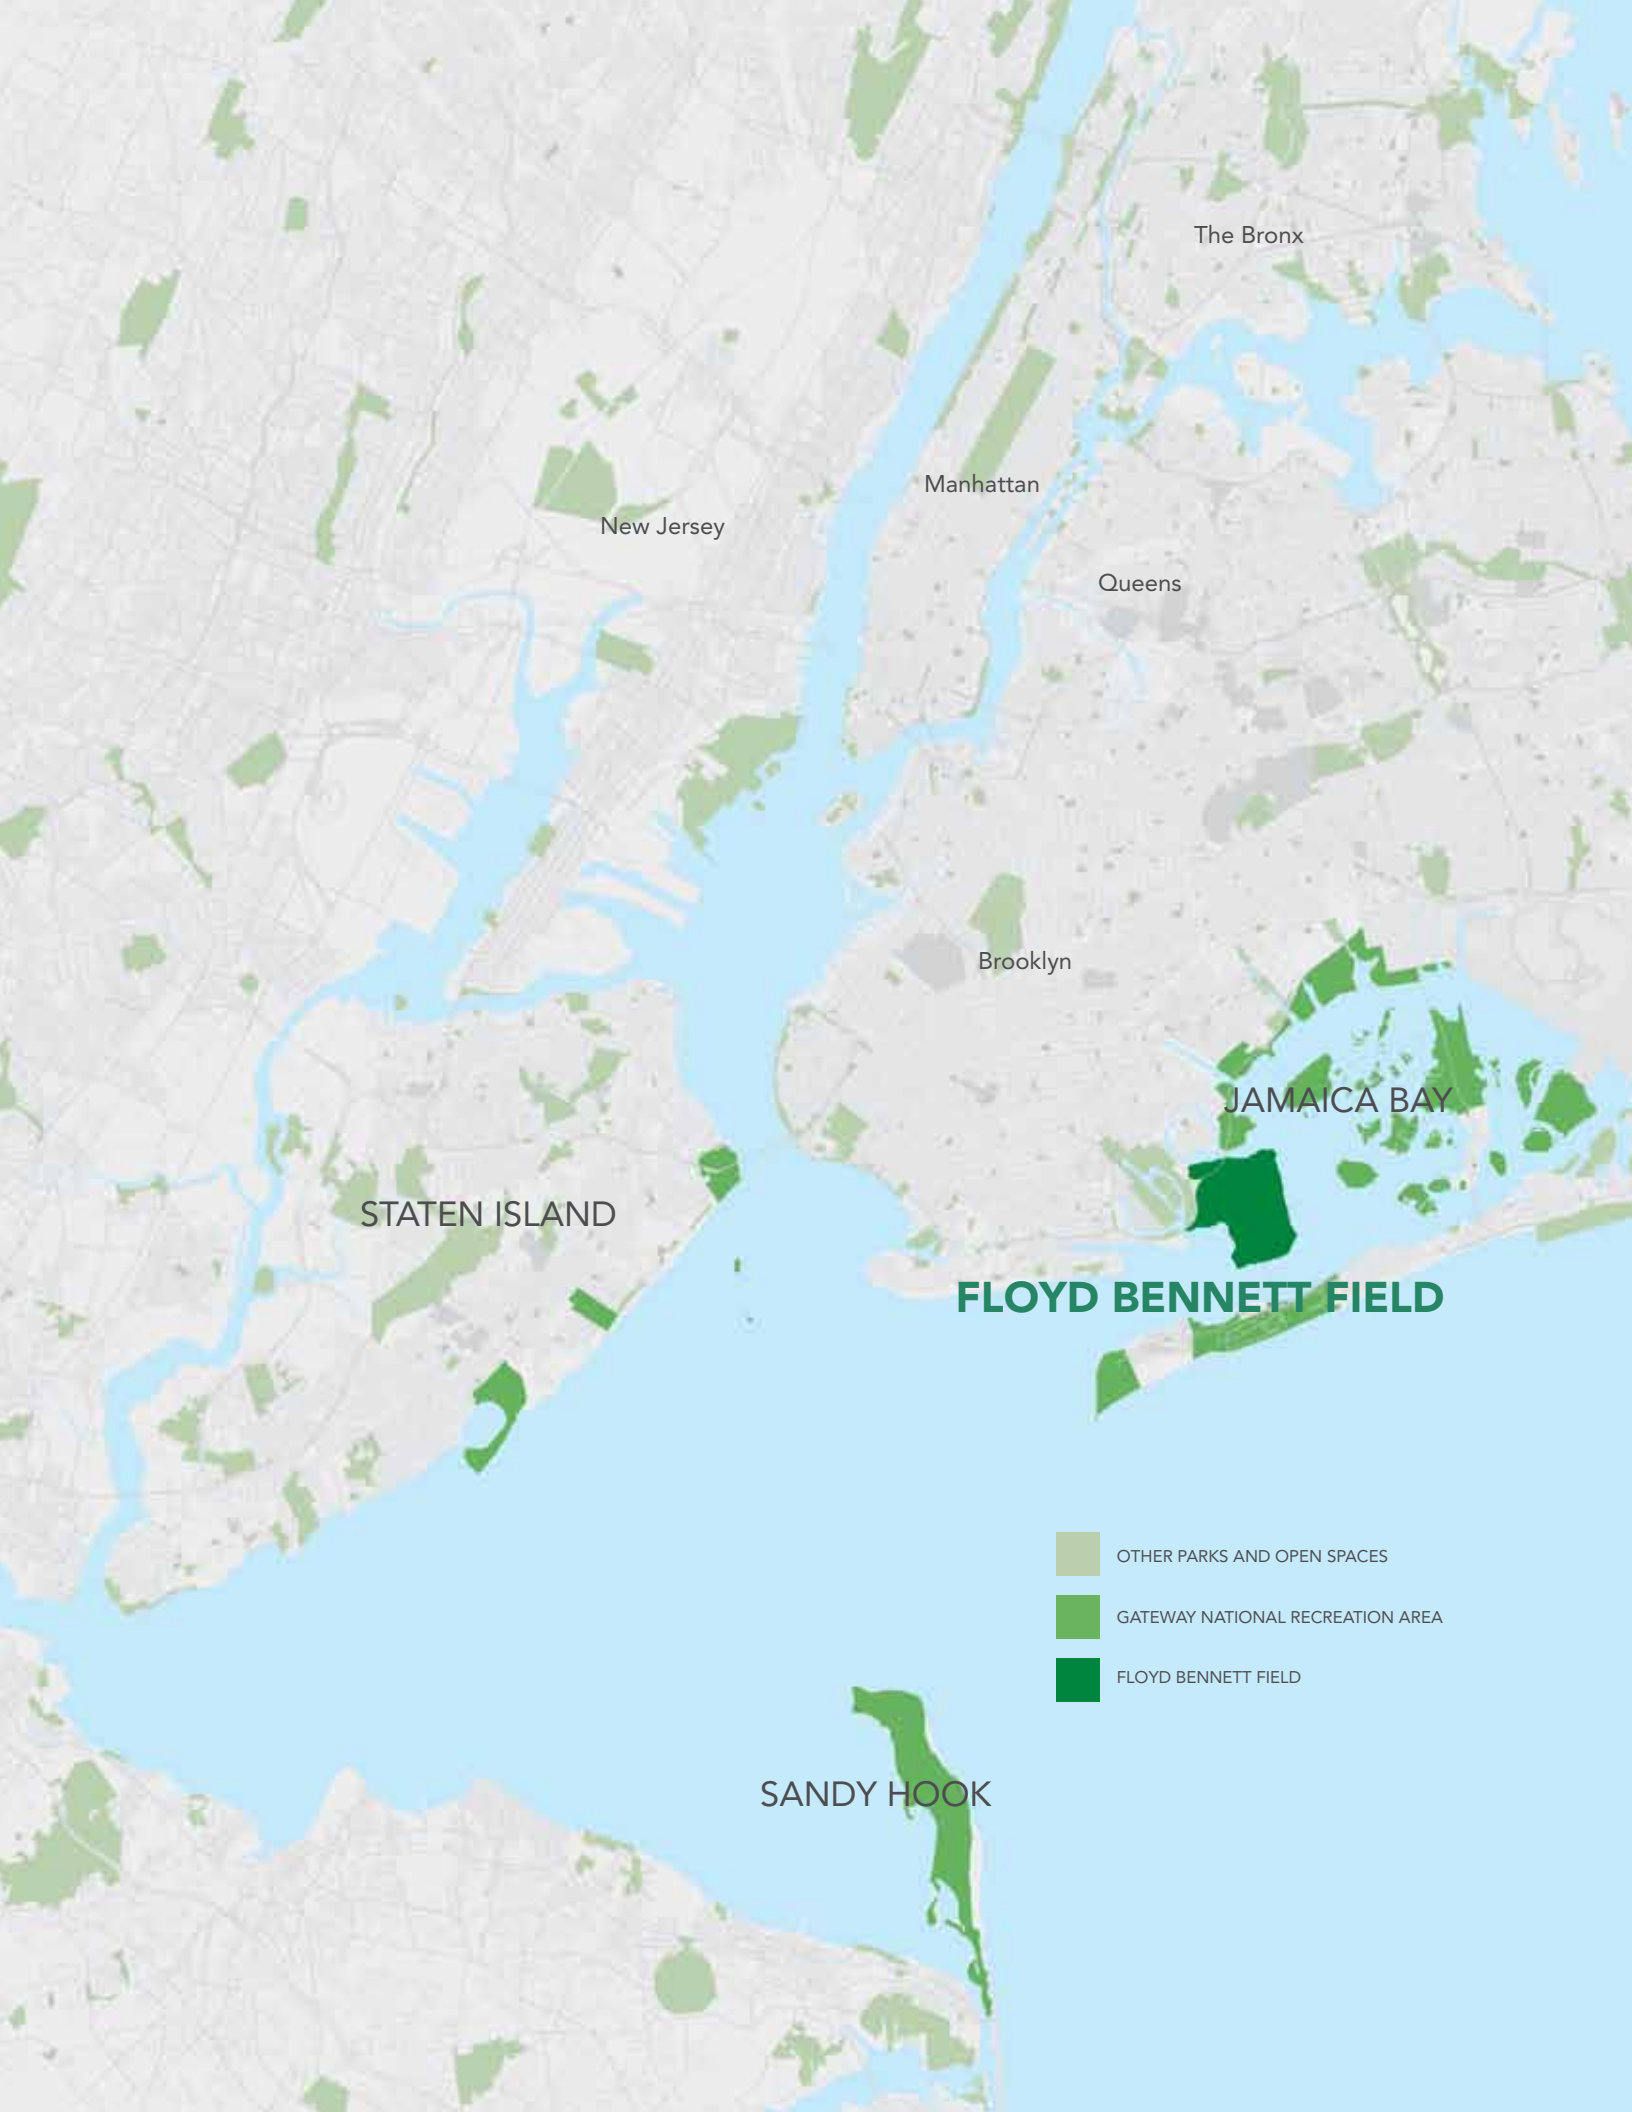 The Bronx
Manhattan
New Jersey
Queens
Brooklyn
JAMAICA BAY
STATEN ISLAND
FLOYD BENNETT FIELD
OTHER PARKS AND OPEN SPACES
GATEWAY NATIONAL RECREATION AREA
FLOYD BENNETT FIELD
SANDY HOOK